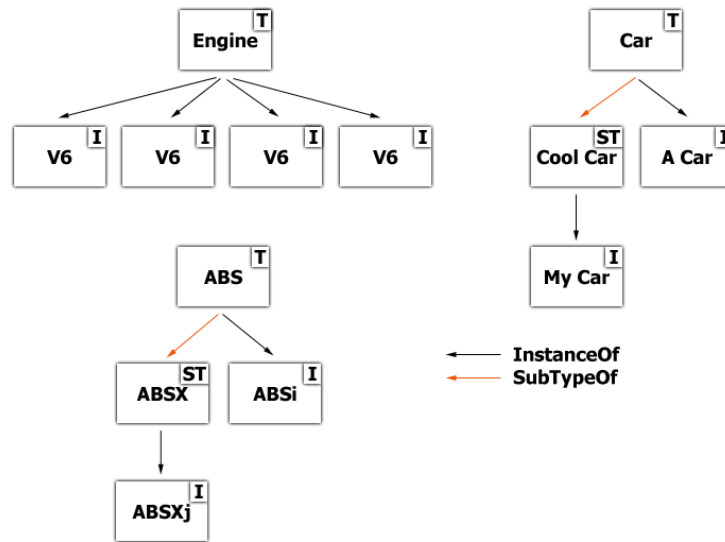 T
Engine
T
Car
I
V6
I
V6
I
V6
I
V6
ST
Cool Car
I
A Car
T
ABS
I
My Car
InstanceOf
SubTypeOf
ST
ABSX
I
ABSi
I
ABSXj